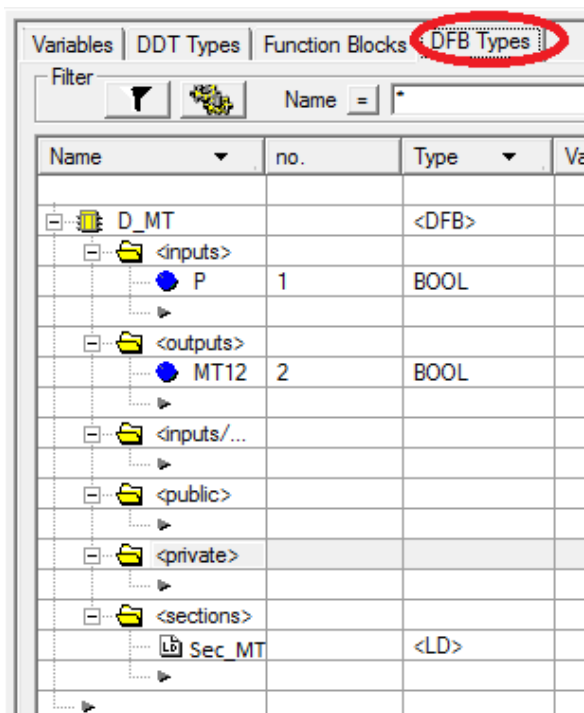 Variables DDT Types Function Blocks DFB Types
Filter
Name = *
Name no. Type Va
D_MT <DFB>
<inputs>
P 1 BOOL
<outputs>
MT12 2 BOOL
<inputs/...
<public>
<private>
<sections>
LD Sec_MT <LD>